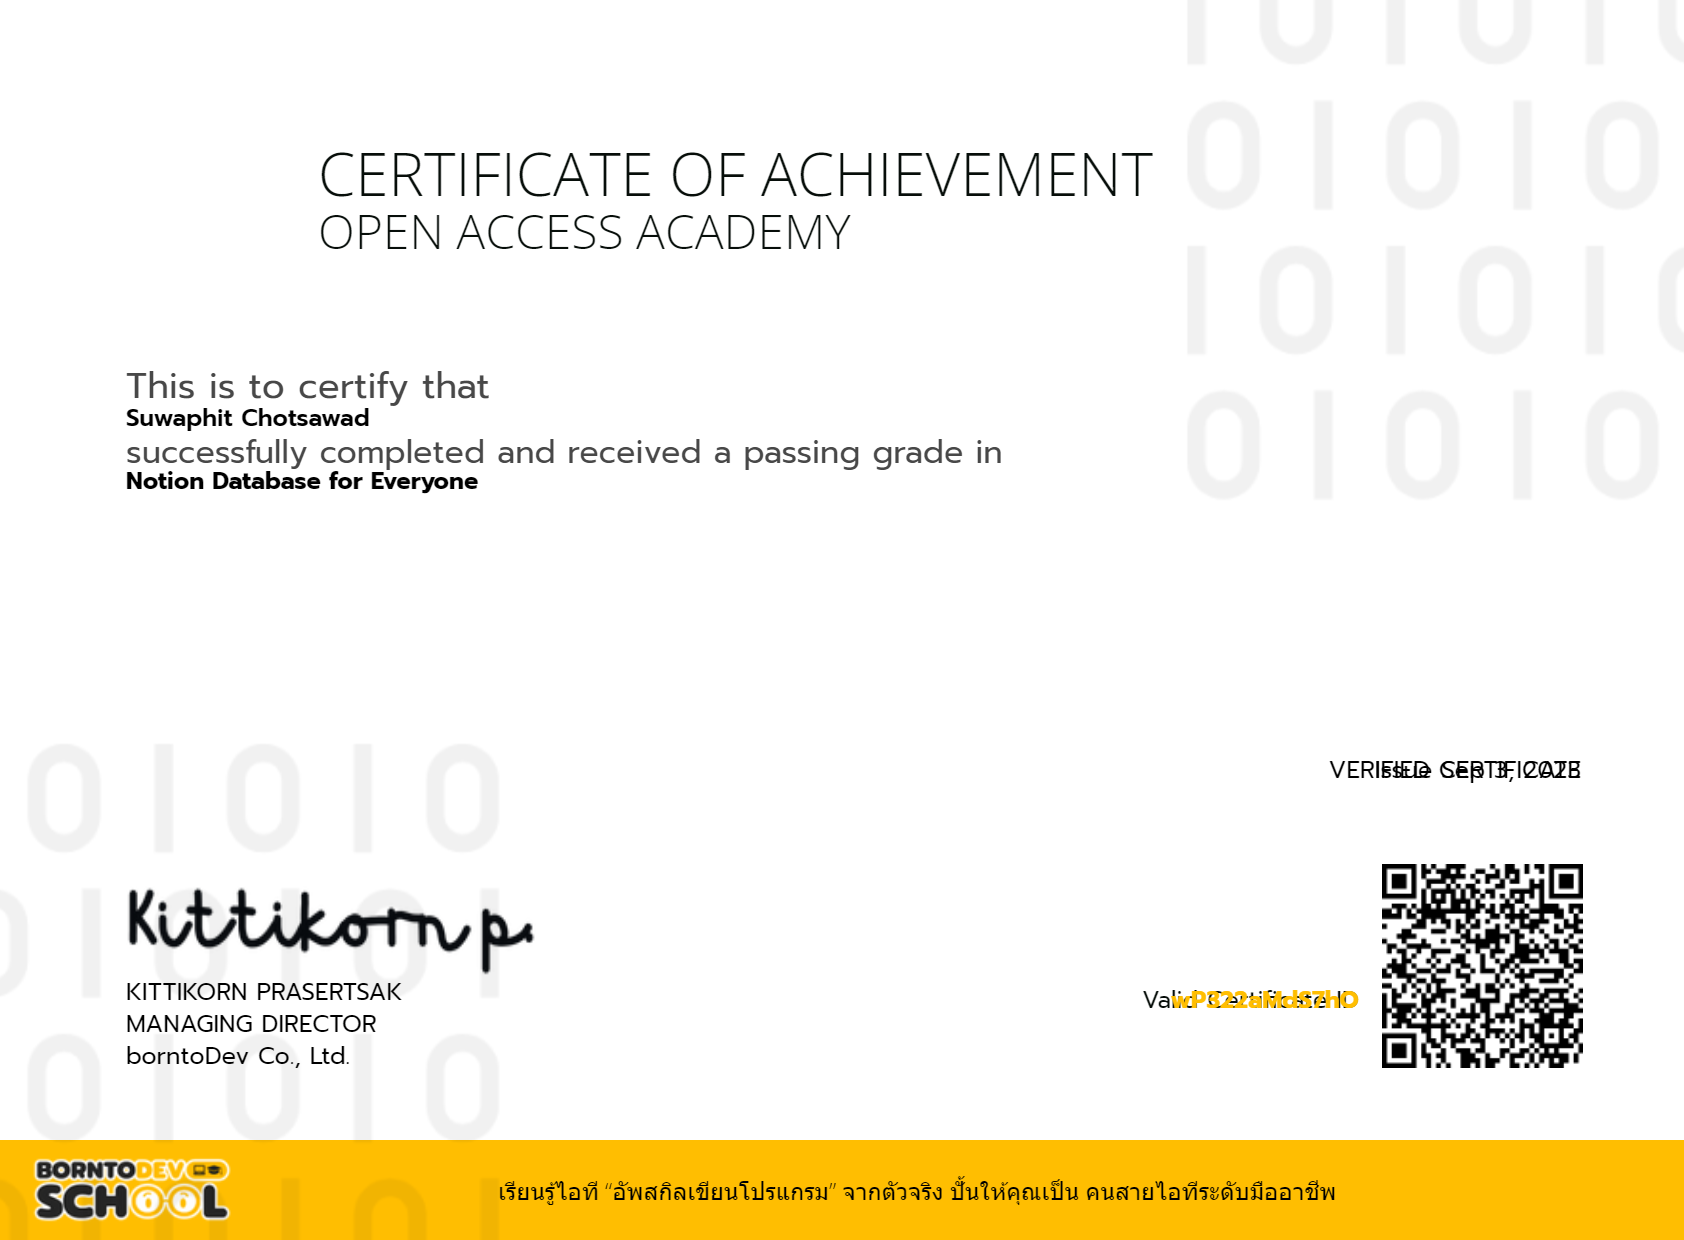 CERTIFICATE OF ACHIEVEMENT
OPEN ACCESS ACADEMY
This is to certify that
Suwaphit Chotsawad
successfully completed and received a passing grade in
Notion Database for Everyone
VERIFIED CERTIFICATE
Issue Sep 3, 2023
Kittikorn p.
KITTIKORN PRASERTSAK
MANAGING DIRECTOR
borntoDev Co., Ltd.
Valid Certificate ID
BORNTODEV
SCHOOL
เรียนรู้ไอที “อัพสกิลเขียนโปรแกรม” จากตัวจริง ปั้นให้คุณเป็น คนสายไอทีระดับมืออาชีพ